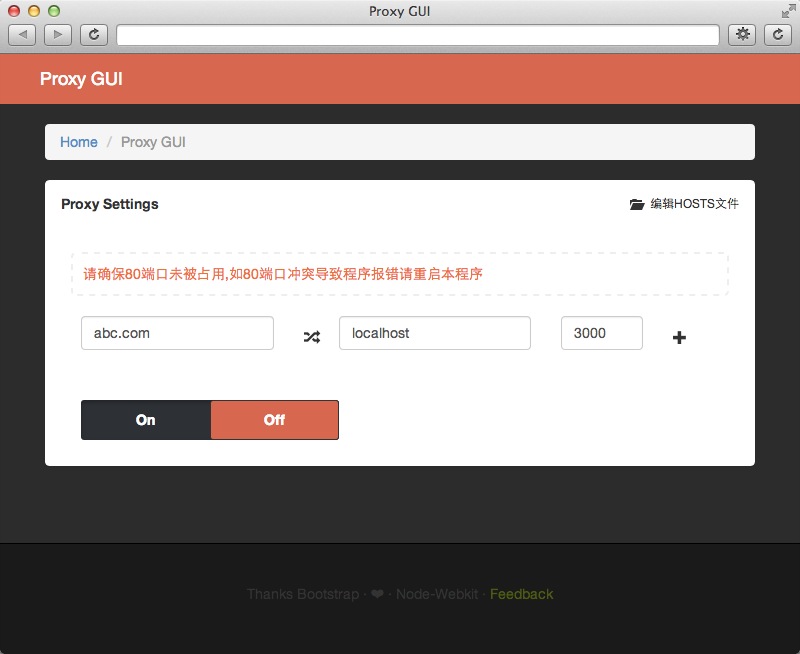 Proxy GUI
Proxy GUI
Home / Proxy GUI
Proxy Settings 编辑HOSTS文件
请确保80端口未被占用,如80端口冲突导致程序报错请重启本程序
abc.com localhost 3000
On Off
Thanks Bootstrap · ❤ · Node-Webkit · Feedback